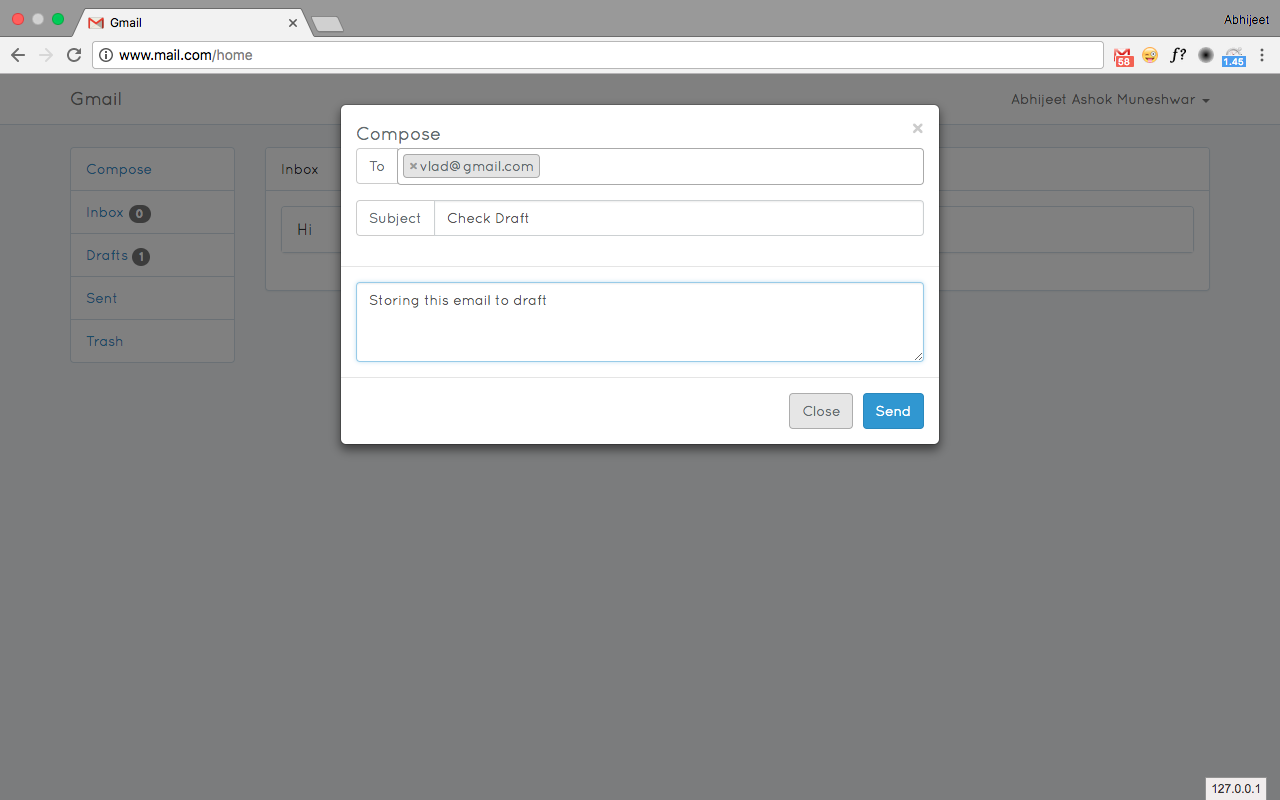 Gmail
Abhijeet
www.mail.com/home
58
f?
1.45
Gmail
Abhijeet Ashok Muneshwar
Compose
Inbox 0
Drafts 1
Sent
Trash
Inbox
Hi
Compose
×
To
×vlad@gmail.com
Subject
Check Draft
Storing this email to draft
Close
Send
127.0.0.1